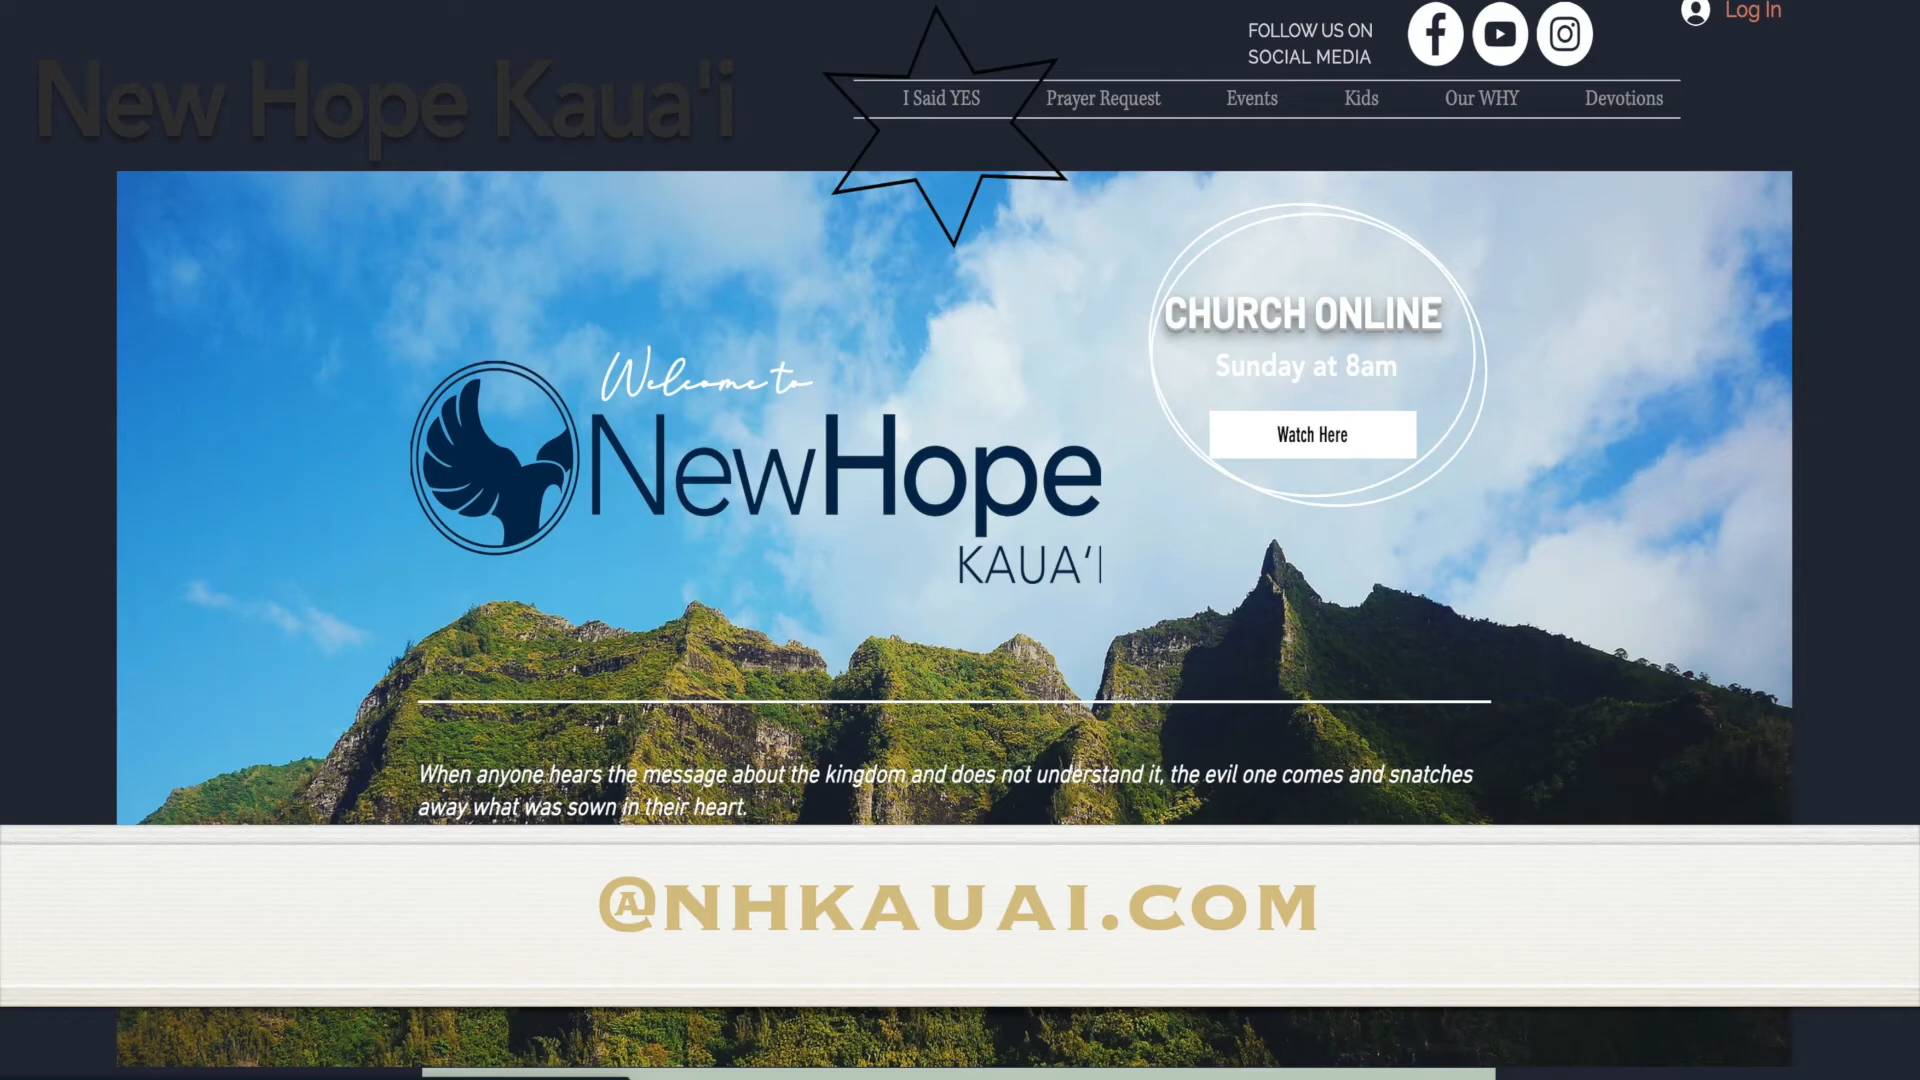 FOLLOW US ON
SOCIAL MEDIA
Log In
New Hope Kaua'i
I Said YES
Prayer Request
Events
Kids
Our WHY
Devotions
CHURCH ONLINE
Sunday at 8am
Watch Here
Welcome to
NewHope
KAUAʻI
When anyone hears the message about the kingdom and does not understand it, the evil one comes and snatches
away what was sown in their heart.
@NHKAUAI.COM